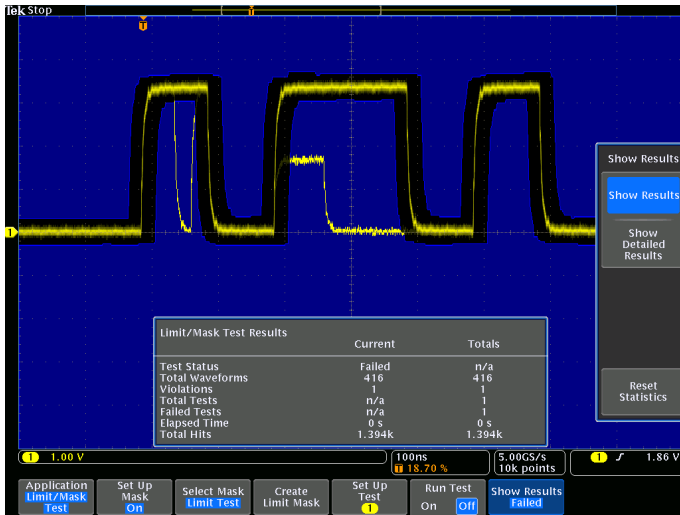 Tek Stop
T
T
1
Show Results
Show Results
Show
Detailed
Results
Reset
Statistics
Limit/Mask Test Results
Current Totals
Test Status Failed n/a
Total Waveforms 416 416
Violations 1 1
Total Tests n/a 1
Failed Tests n/a 1
Elapsed Time 0 s 0 s
Total Hits 1.394k 1.394k
1 1.00 V
100ns
T 18.70 %
5.00GS/s
10k points
1 1.86 V
Application
Limit/Mask
Test
Set Up
Mask
On
Select Mask
Limit Test
Create
Limit Mask
Set Up
Test
1
Run Test
On Off
Show Results
Failed